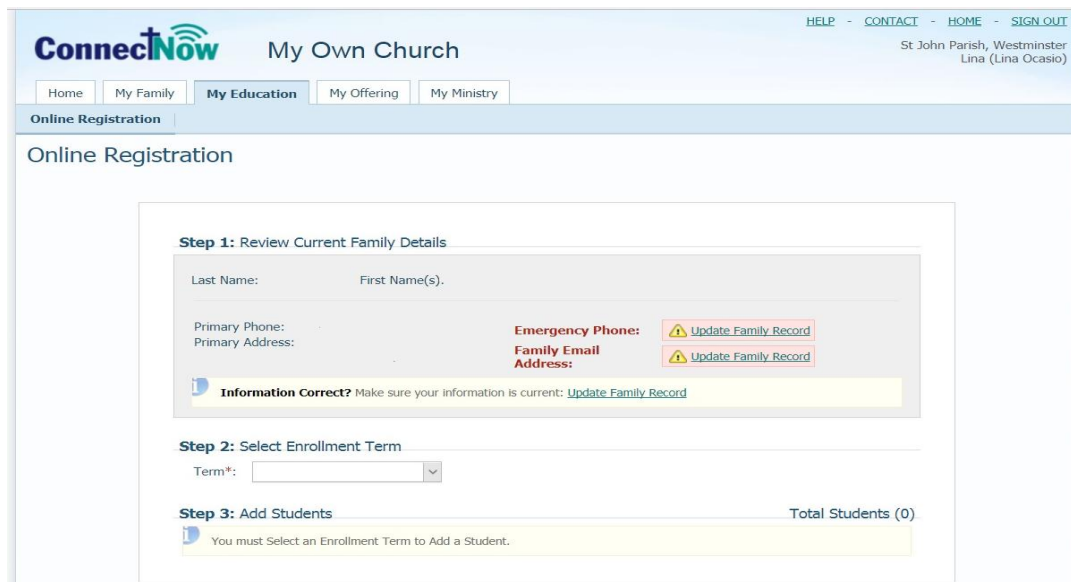 HELP - CONTACT - HOME - SIGN OUT
ConnectNow My Own Church
St John Parish, Westminster
Lina (Lina Ocasio)
Home My Family My Education My Offering My Ministry
Online Registration
Online Registration
Step 1: Review Current Family Details
Last Name: First Name(s).
Primary Phone:
Primary Address:
Emergency Phone: Update Family Record
Family Email
Address: Update Family Record
Information Correct? Make sure your information is current: Update Family Record
Step 2: Select Enrollment Term
Term*:
Step 3: Add Students Total Students (0)
You must Select an Enrollment Term to Add a Student.